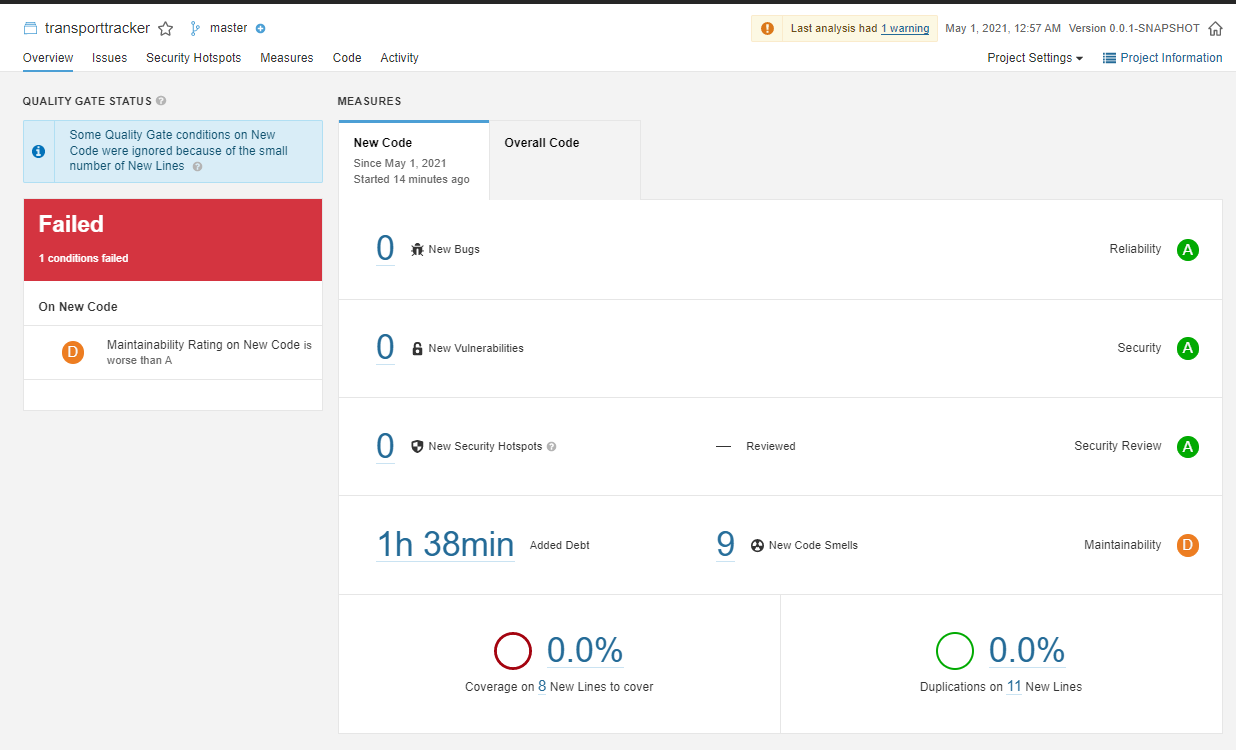 transporttracker master
Last analysis had 1 warning May 1, 2021, 12:57 AM Version 0.0.1-SNAPSHOT
Overview Issues Security Hotspots Measures Code Activity
Project Settings Project Information
QUALITY GATE STATUS ?
Some Quality Gate conditions on New
Code were ignored because of the small
number of New Lines ?
Failed
1 conditions failed
On New Code
D
Maintainability Rating on New Code is
worse than A
MEASURES
New Code
Since May 1, 2021
Started 14 minutes ago
Overall Code
0 New Bugs Reliability A
0 New Vulnerabilities Security A
0 New Security Hotspots ? — Reviewed Security Review A
1h 38min Added Debt 9 New Code Smells Maintainability D
0.0%
Coverage on 8 New Lines to cover
0.0%
Duplications on 11 New Lines